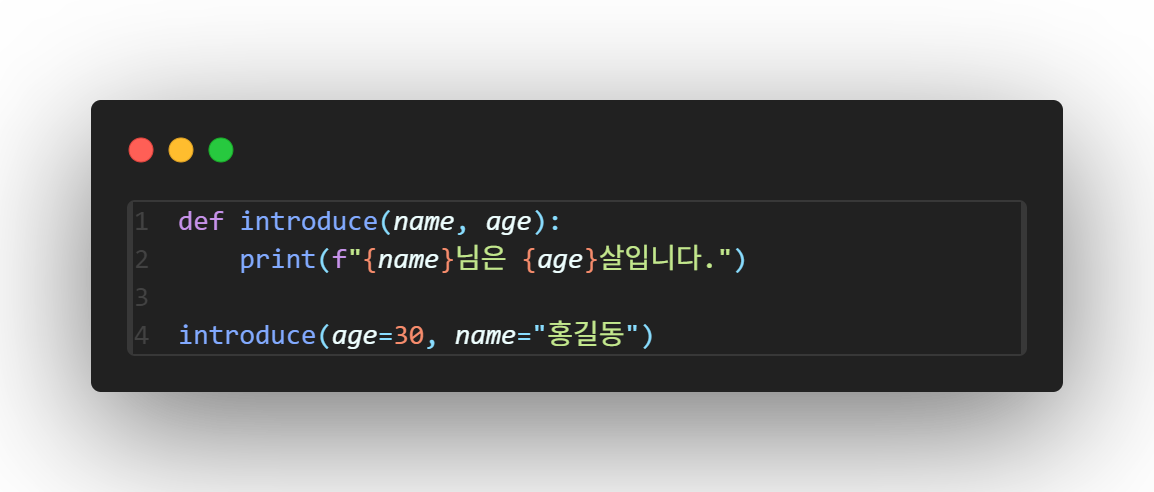 1 def introduce(name, age):
2     print(f"{name}님은 {age}살입니다.")
3
4 introduce(age=30, name="홍길동")